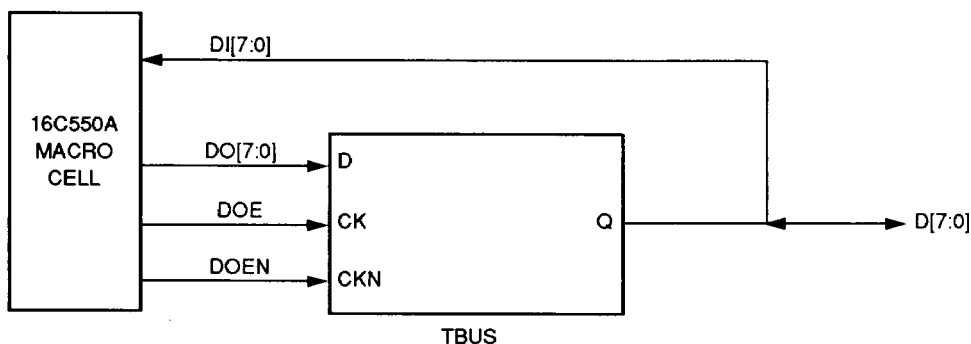 DI[7:0]
16C550A
MACRO
CELL
DO[7:0]
D
DOE
CK
Q
D[7:0]
DOEN
CKN
TBUS